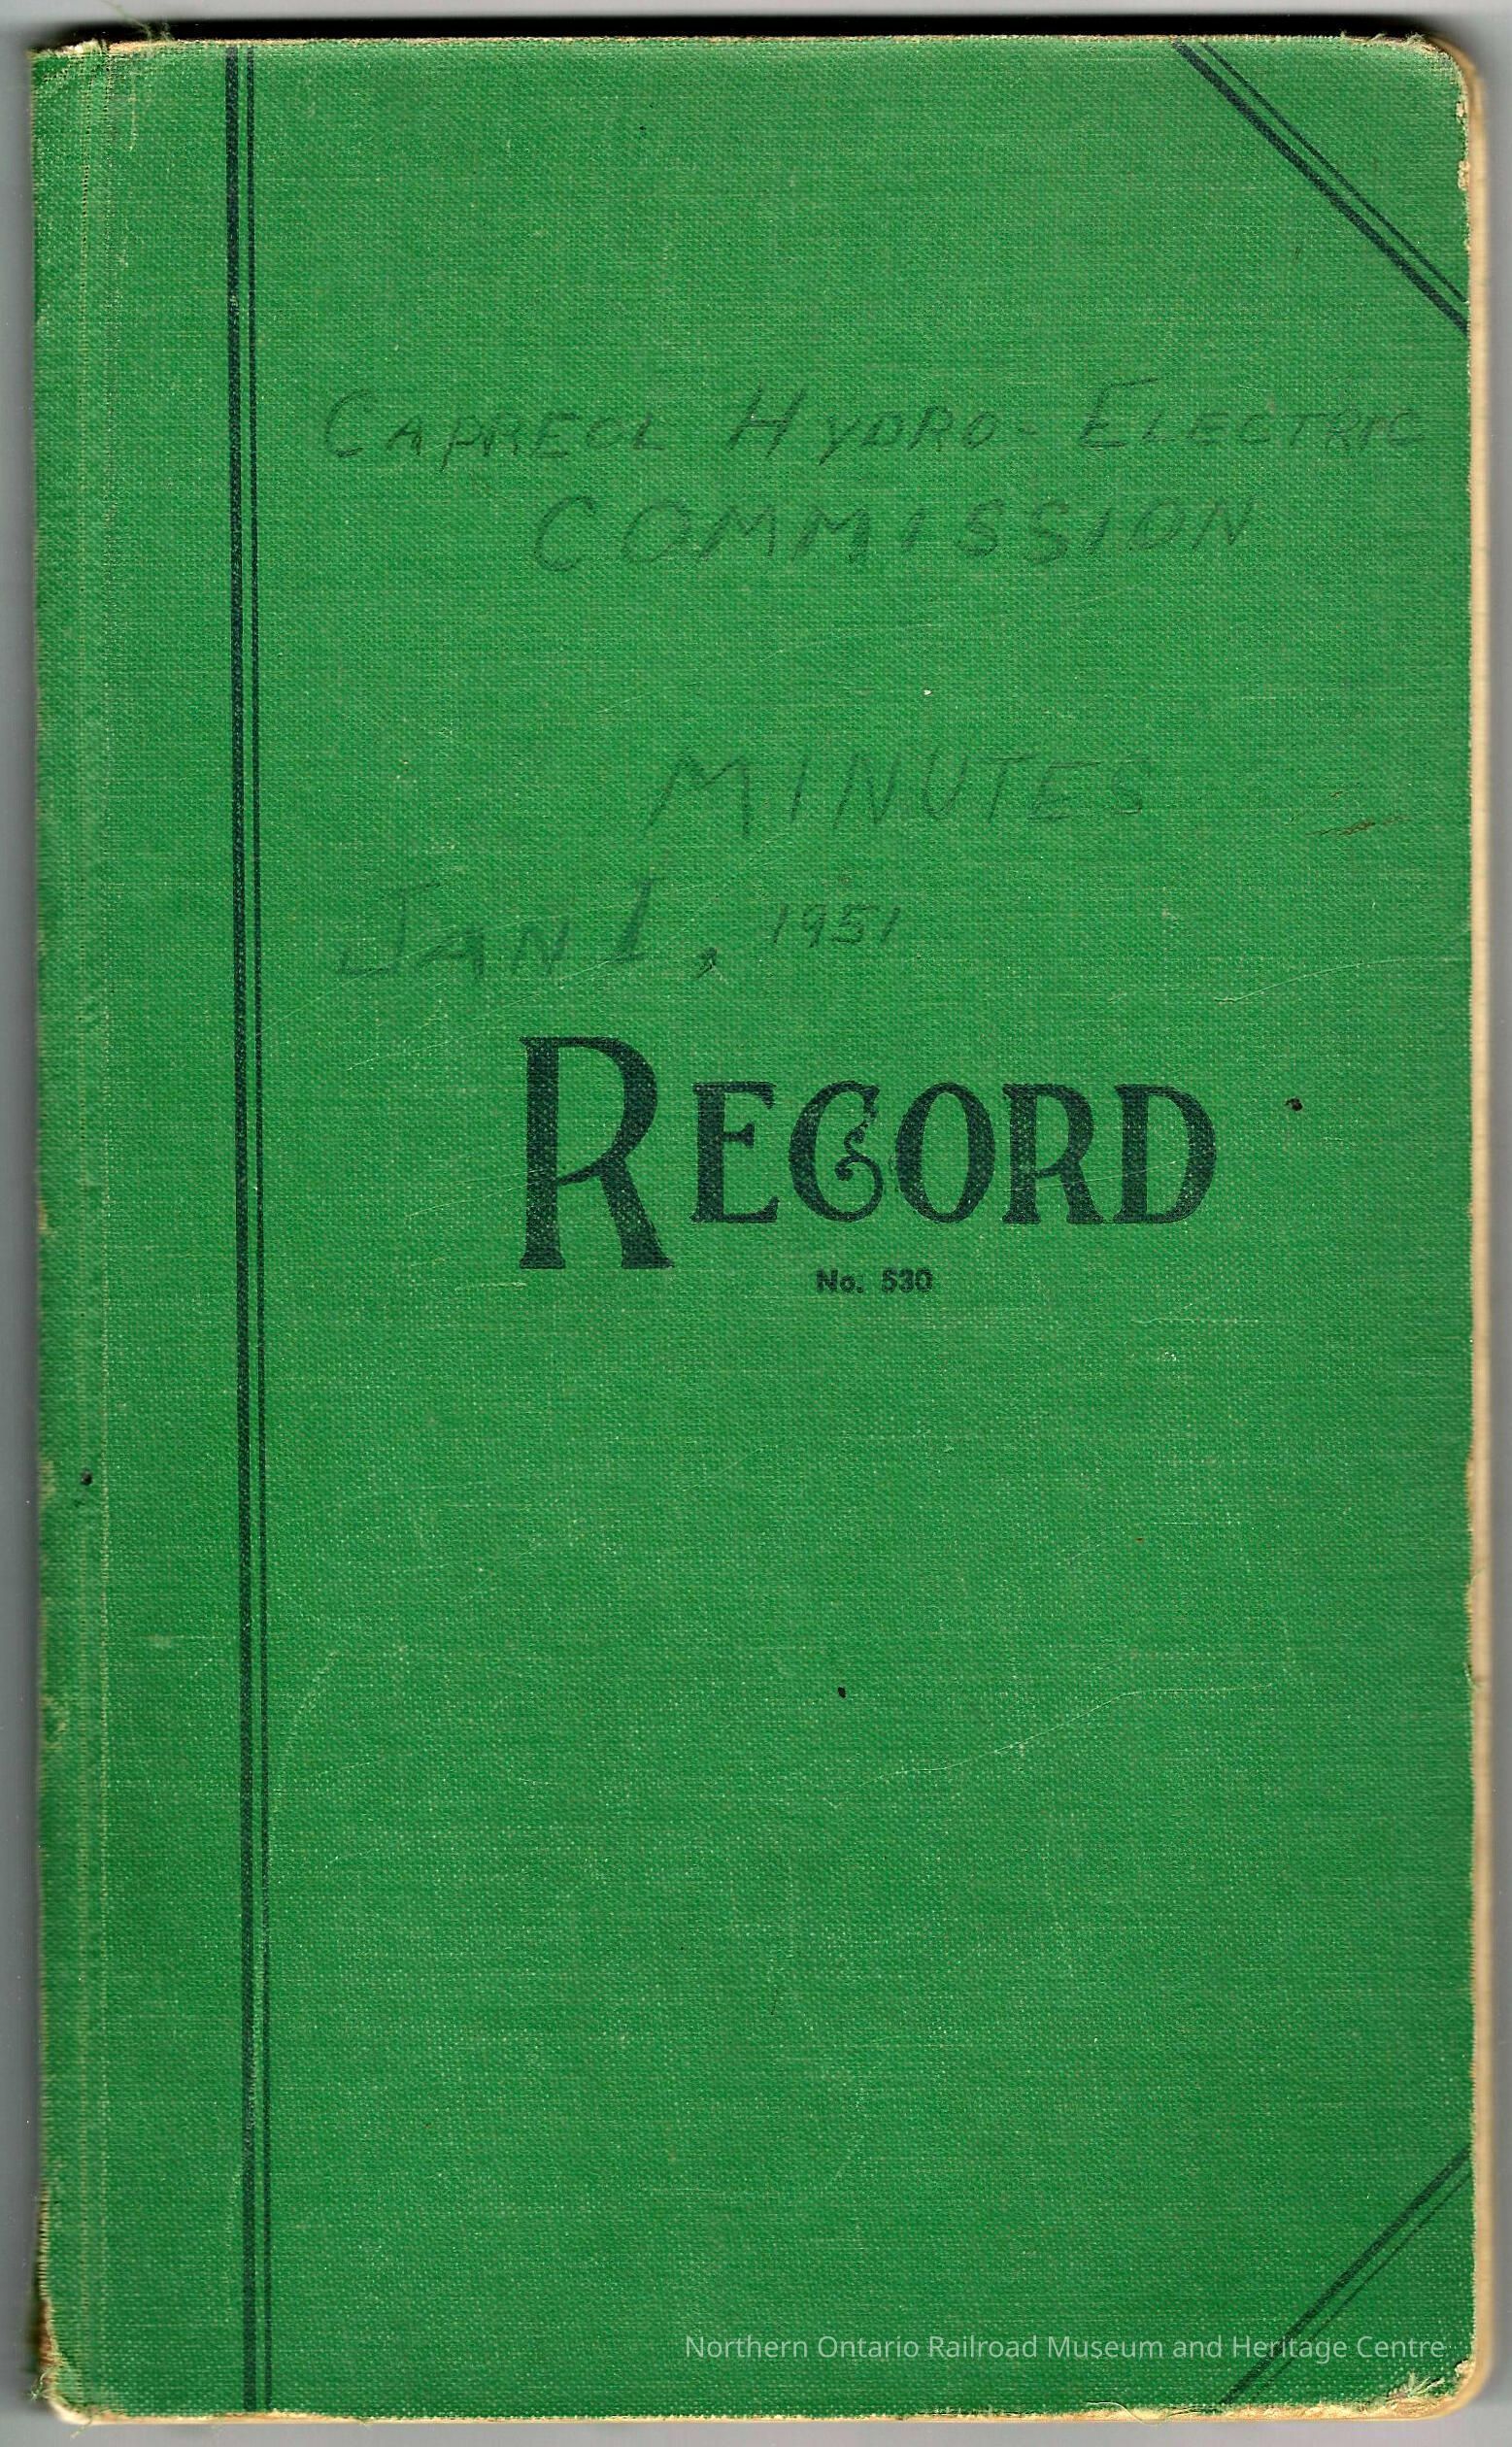 CAPREOL HYDRO-ELECTRIC
COMMISSION
MINUTES
JAN 1, 1951
RECORD
No. 530
Northern Ontario Railroad Museum and Heritage Centre